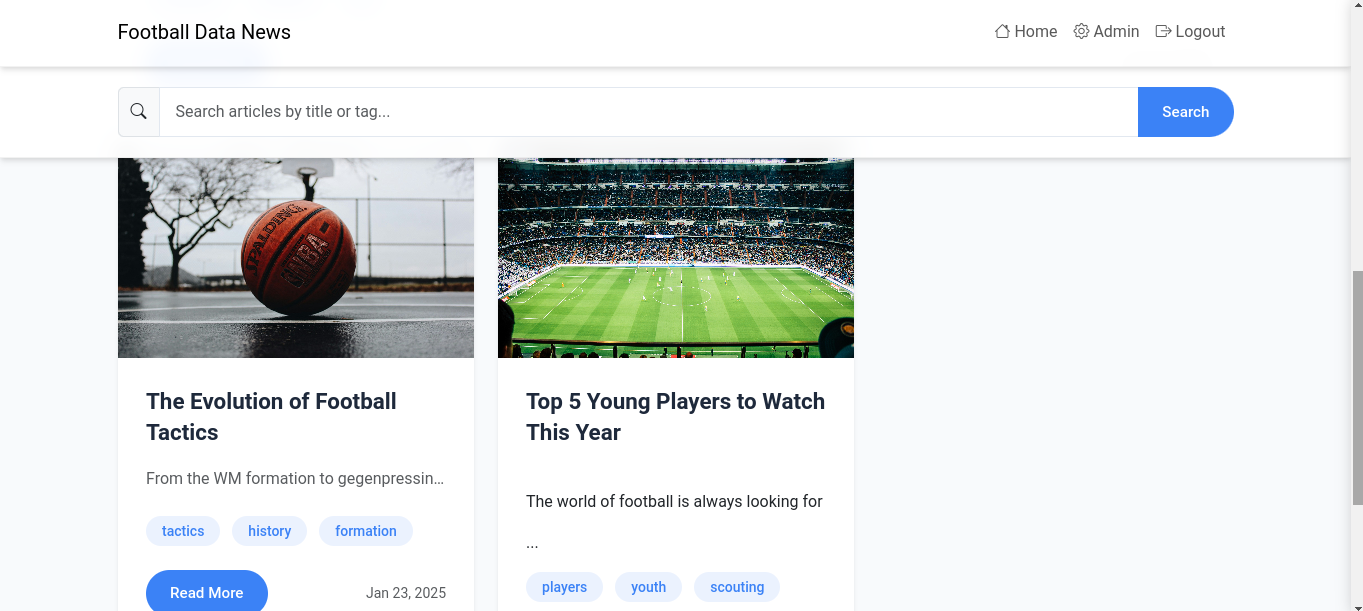 Football Data News
Home
Admin
Logout
Search articles by title or tag...
Search
SPALDING
The Evolution of Football
Tactics
From the WM formation to gegenpressin...
tactics
history
formation
Read More
Jan 23, 2025
Top 5 Young Players to Watch
This Year
The world of football is always looking for
...
players
youth
scouting